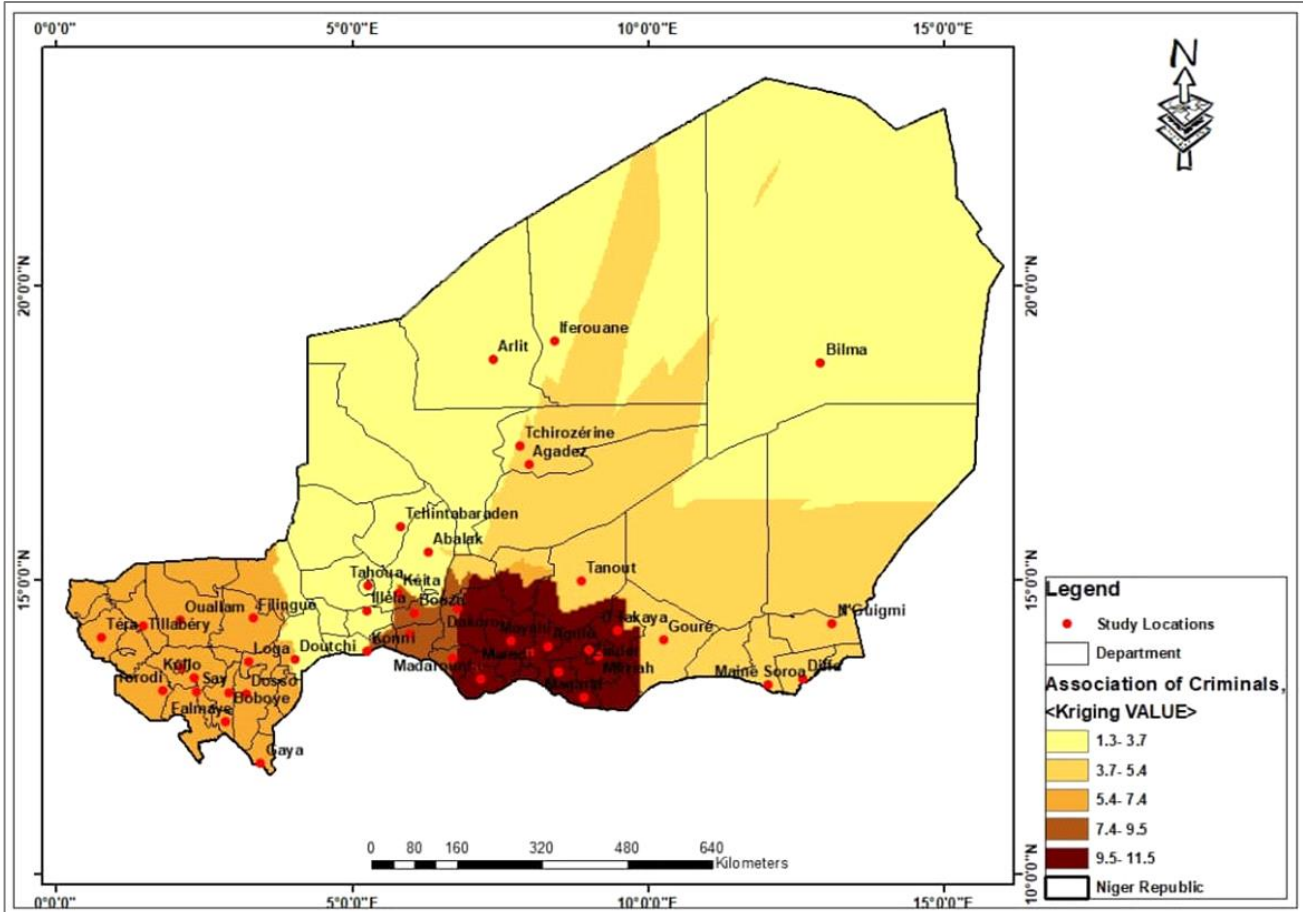 0°0'0"
5°0'0"E
10°0'0"E
15°0'0"E
N
20°0'0"N
20°0'0"N
Iferouane
Arlit
Bilma
Tchirozérine
Agadez
Tchintabaraden
Abalak
15°0'0"N
15°0'0"N
Tanout
Tahoua
Kéita
Illéla
Bouza
Ouallam
Filingué
Téra
Tillabéry
Dakoro
Mayahi
Aguié
N'Guigmi
Gouré
Konni
Doutchi
Loga
Madarounfa
Mirriah
Kollo
Torodi
Say
Dosso
Boboye
Falmaye
Mainé Soroa
Diffa
Gaya
Legend
Study Locations
Department
Association of Criminals,
<Kriging VALUE>
1.3- 3.7
3.7- 5.4
5.4- 7.4
7.4- 9.5
9.5- 11.5
Niger Republic
0 80 160 320 480 640
Kilometers
10°0'0"N
10°0'0"N
0°0'0"
5°0'0"E
10°0'0"E
15°0'0"E